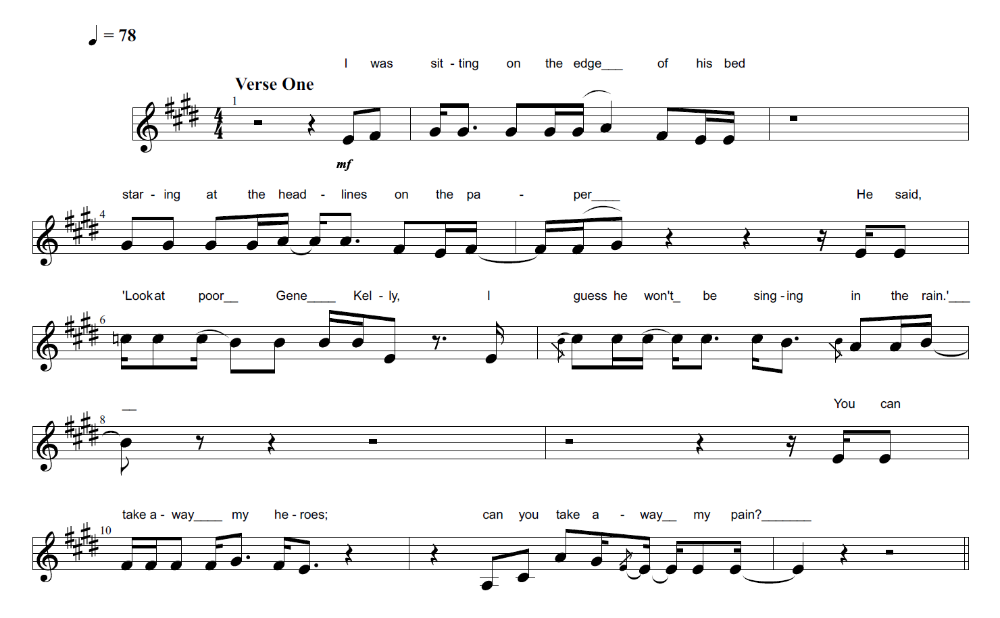 = 78
I was sit - ting on the edge___ of his bed
Verse One
1
4
4
mf
star - ing at the head - lines on the pa - per____ He said,
4
'Look at poor__ Gene____ Kel - ly, I guess he won't_ be sing - ing in the rain.'___
6
__ You can
8
take a - way____ my he - roes; can you take a - way__ my pain?_______
10